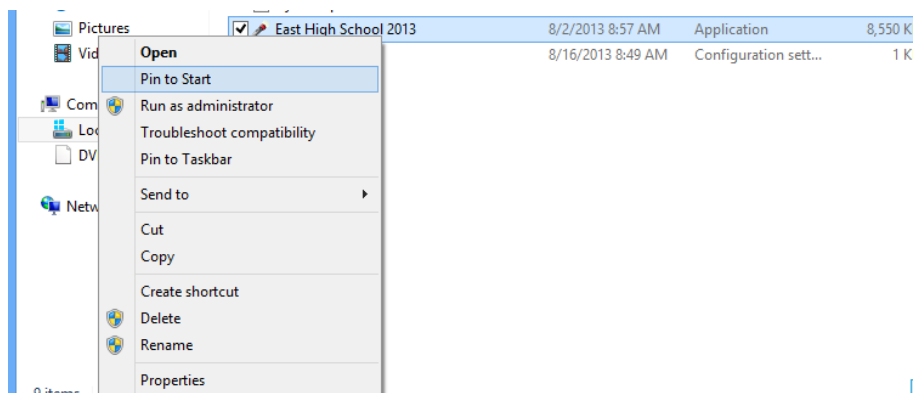 Pictures
East High School 2013 8/2/2013 8:57 AM Application 8,550 K
Vid 8/16/2013 8:49 AM Configuration sett... 1 K
Open
Pin to Start
Com Run as administrator
Loc Troubleshoot compatibility
DV Pin to Taskbar
Send to
Netw
Cut
Copy
Create shortcut
Delete
Rename
Properties
9 items